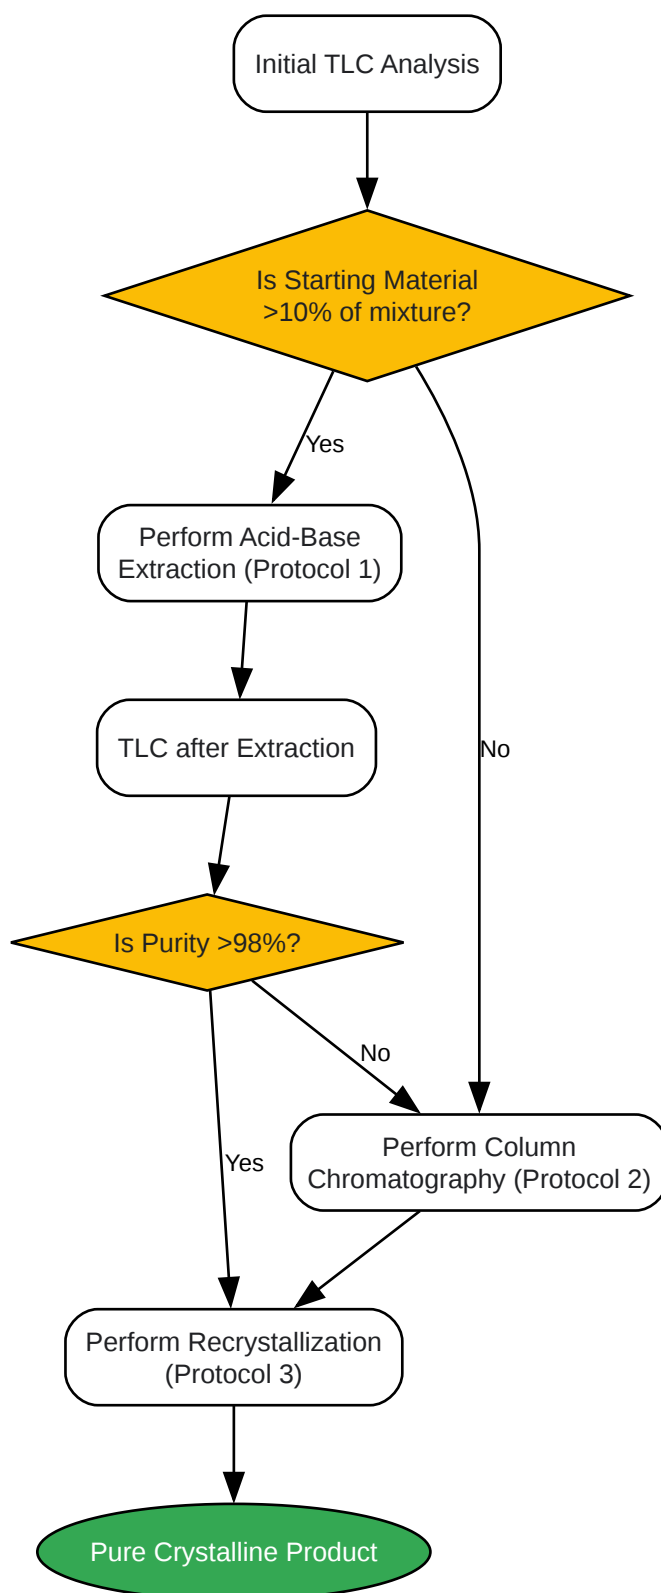 Initial TLC Analysis
Is Starting Material
>10% of mixture?
Yes
Perform Acid-Base
Extraction (Protocol 1)
TLC after Extraction
No
Is Purity >98%?
No
Perform Column
Chromatography (Protocol 2)
Yes
Perform Recrystallization
(Protocol 3)
Pure Crystalline Product